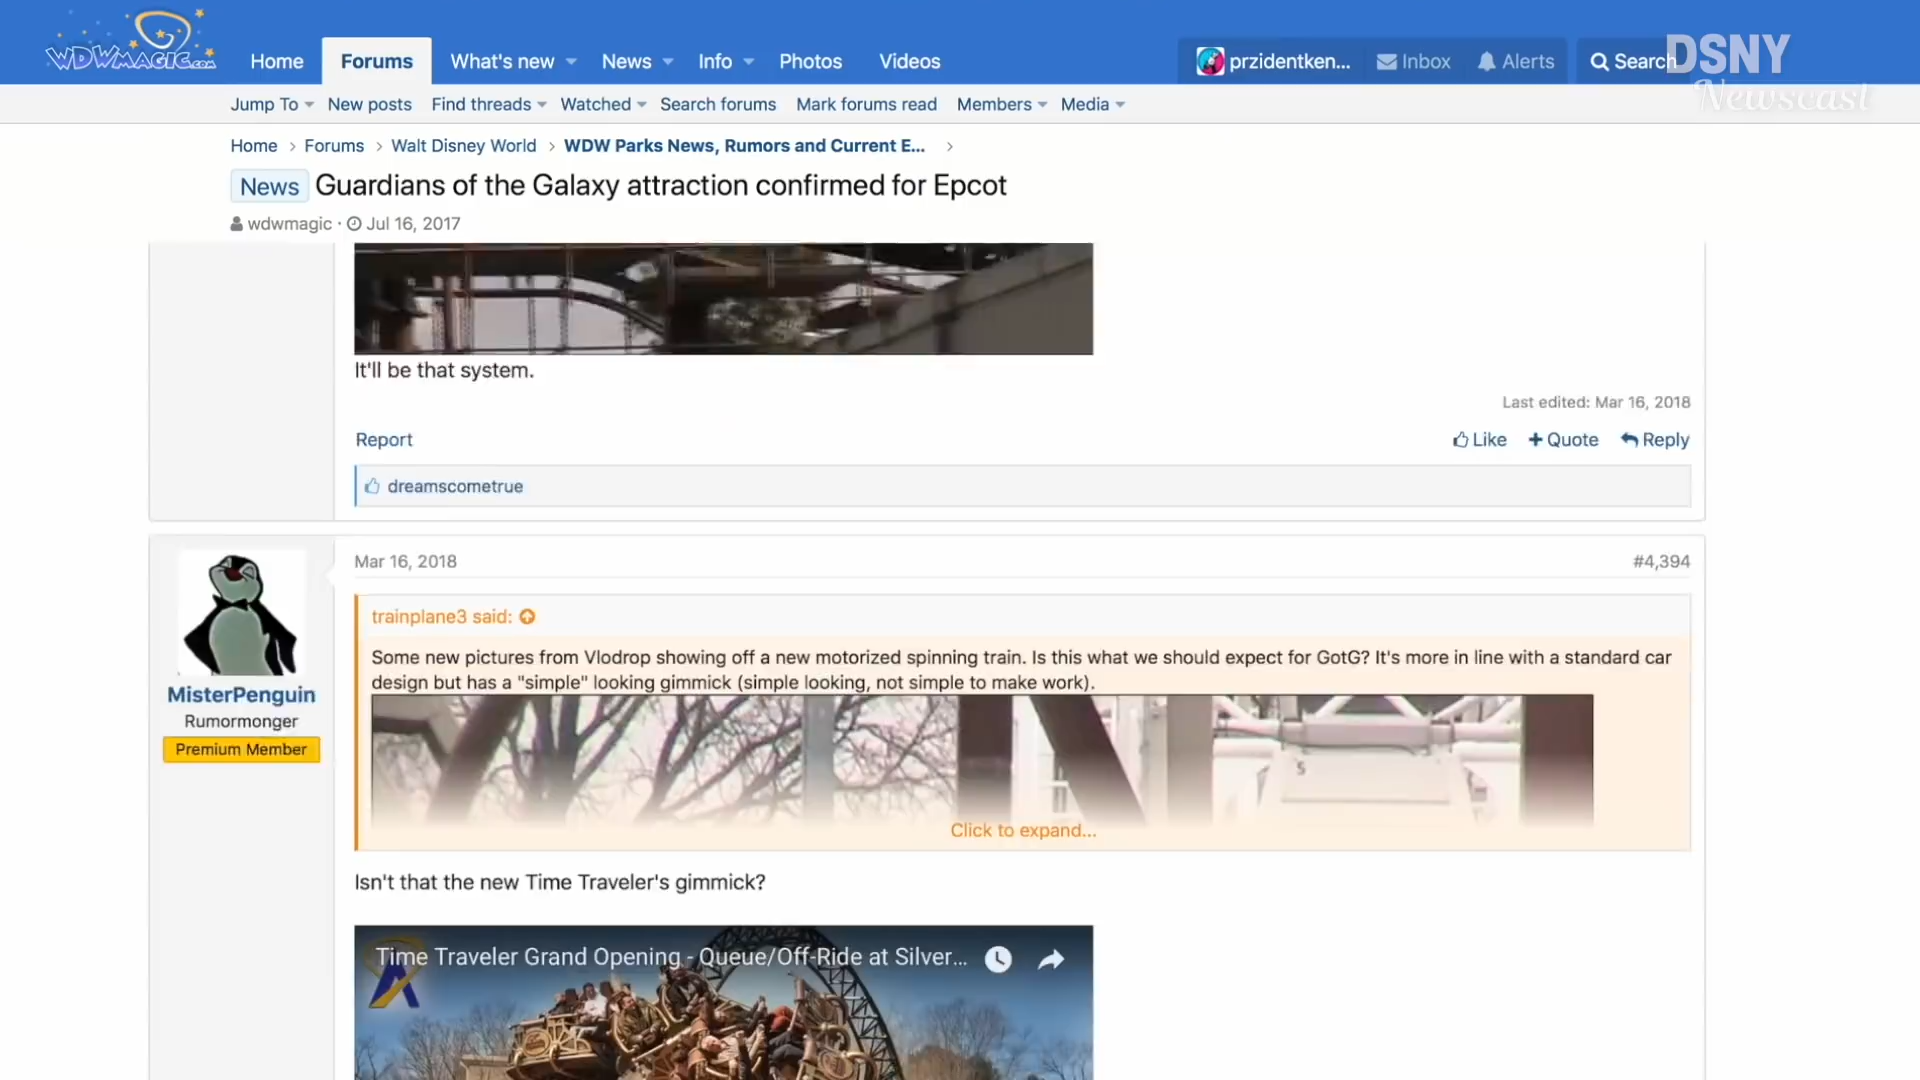 WDWMAGIC.COM
Home Forums What's new News Info Photos Videos przidentken... Inbox Alerts Search
DSNY
Newscast
Jump To New posts Find threads Watched Search forums Mark forums read Members Media
Home > Forums > Walt Disney World > WDW Parks News, Rumors and Current E... >
News Guardians of the Galaxy attraction confirmed for Epcot
wdwmagic · Jul 16, 2017
It'll be that system.
Last edited: Mar 16, 2018
Report Like + Quote Reply
dreamscometrue
MisterPenguin
Rumormonger
Premium Member
Mar 16, 2018 #4,394
trainplane3 said:
Some new pictures from Vlodrop showing off a new motorized spinning train. Is this what we should expect for GotG? It's more in line with a standard car
design but has a "simple" looking gimmick (simple looking, not simple to make work).
S
Click to expand...
Isn't that the new Time Traveler's gimmick?
Time Traveler Grand Opening - Queue/Off-Ride at Silver...